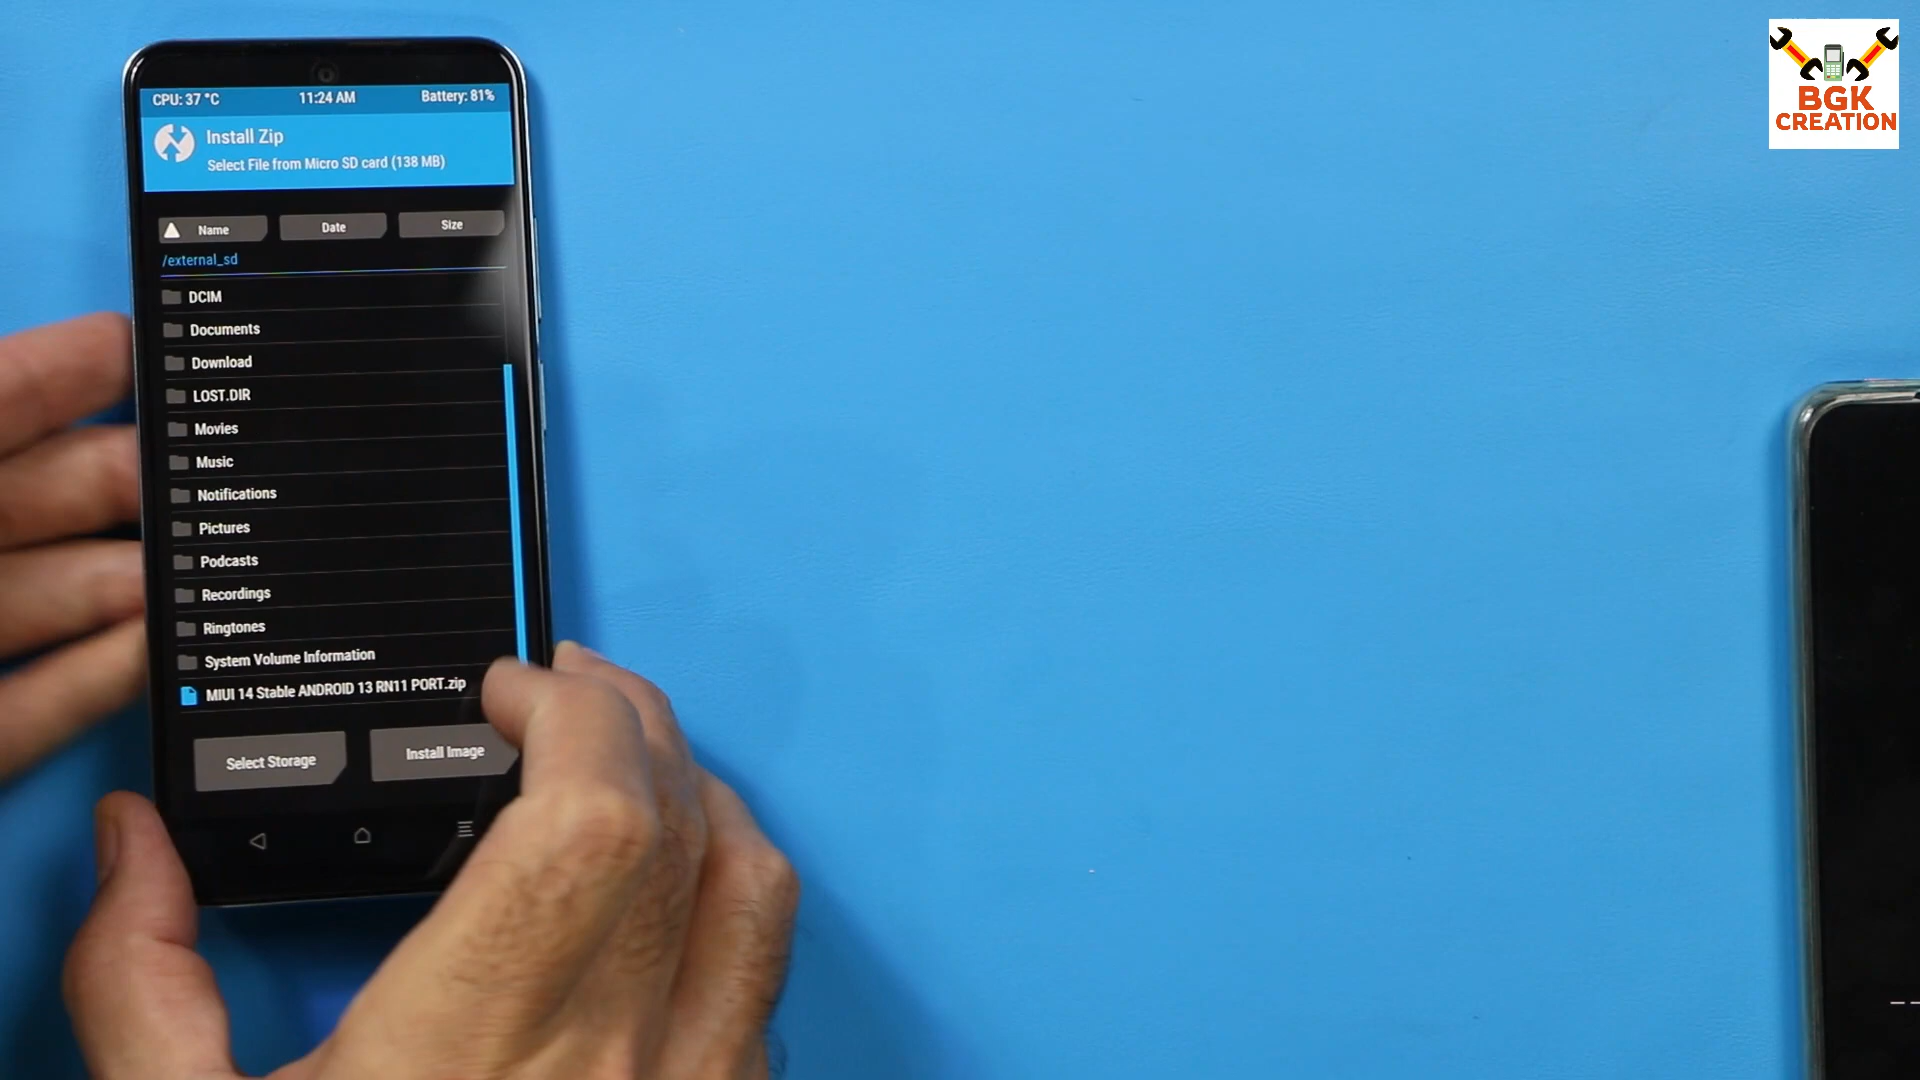 CPU: 37 °C 11:24 AM Battery: 81%
Install Zip
Select File from Micro SD card (138 MB)
Name Date Size
/external_sd
DCIM
Documents
Download
LOST.DIR
Movies
Music
Notifications
Pictures
Podcasts
Recordings
Ringtones
System Volume Information
MIUI 14 Stable ANDROID 13 RN11 PORT.zip
Select Storage Install Image
BGK
CREATION